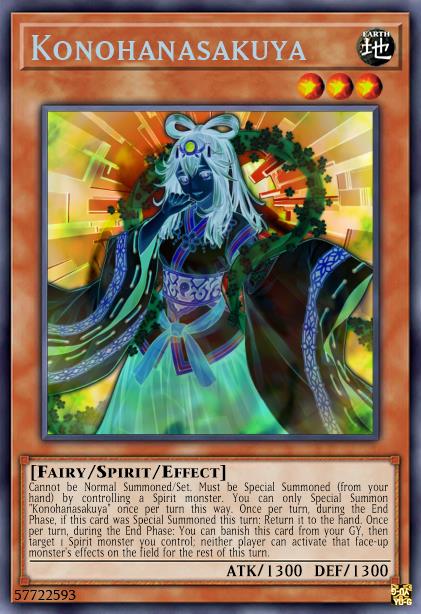 Konohanasakuya
EARTH
地
[Fairy/Spirit/Effect]
Cannot be Normal Summoned/Set. Must be Special Summoned (from your
hand) by controlling a Spirit monster. You can only Special Summon
"Konohanasakuya" once per turn this way. Once per turn, during the End
Phase, if this card was Special Summoned this turn: Return it to the hand. Once
per turn, during the End Phase: You can banish this card from your GY, then
target 1 Spirit monster you control; neither player can activate that face-up
monster's effects on the field for the rest of this turn.
ATK/1300 DEF/1300
57722593